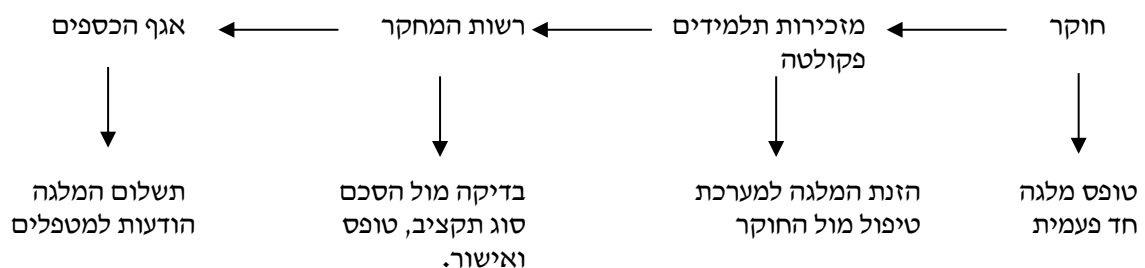 חוקר
מזכירות תלמידים
פקולטה
רשות המחקר
אגף הכספים
טופס מלגה
חד פעמית
הזנת המלגה למערכת
טיפול מול החוקר
בדיקה מול הסכם
סוג תקציב, טופס
ואישור.
תשלום המלגה
הודעות למטפלים